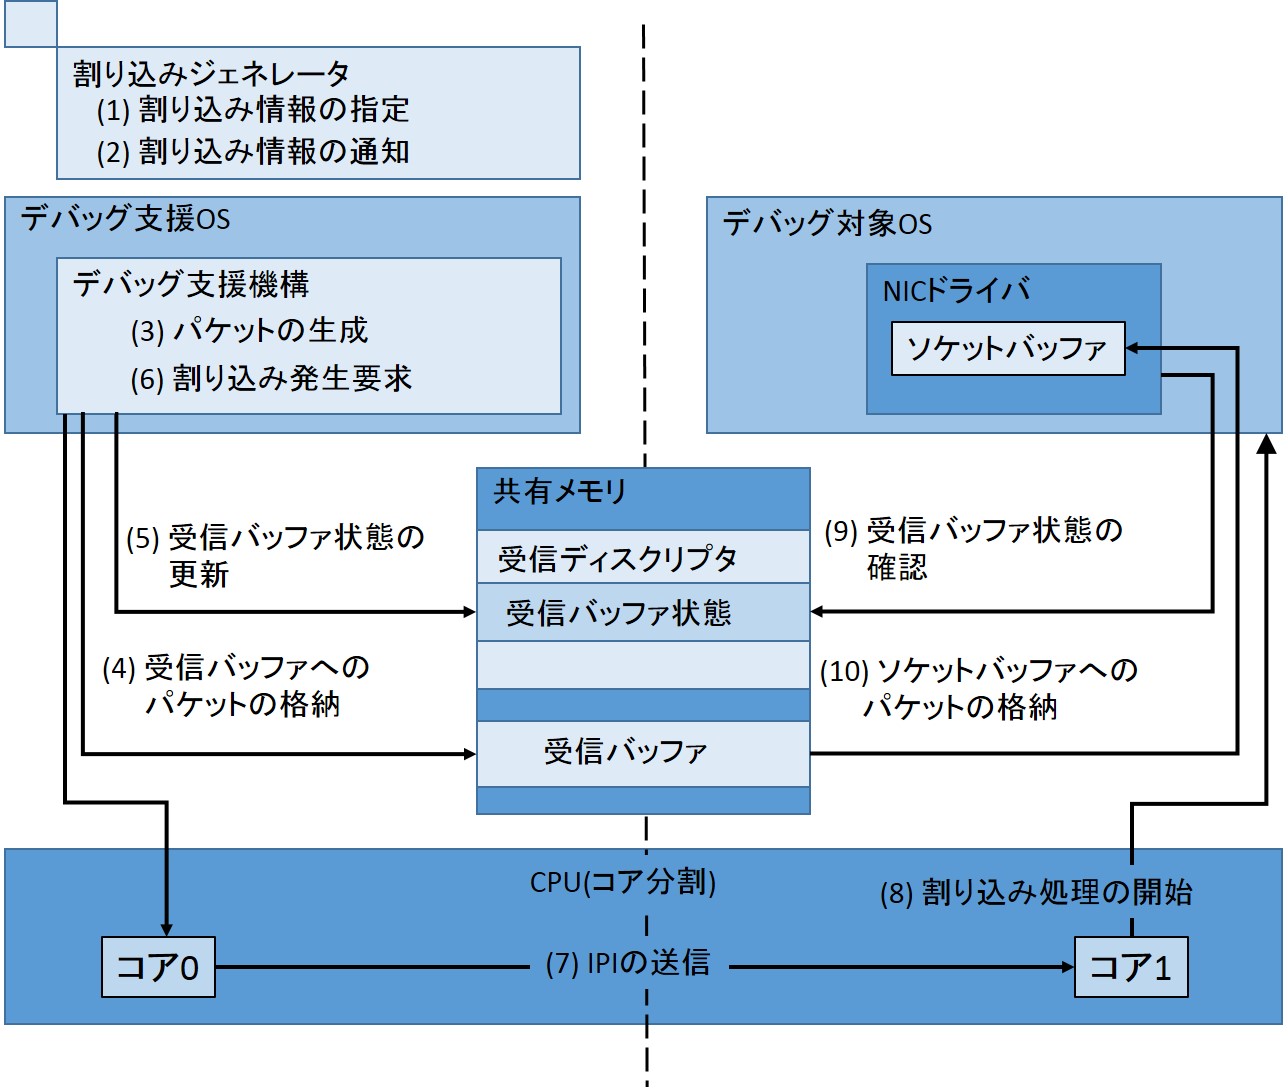 割り込みジェネレータ
(1) 割り込み情報の指定
(2) 割り込み情報の通知
デバッグ支援OS
デバッグ支援機構
(3) パケットの生成
(6) 割り込み発生要求
デバッグ対象OS
NICドライバ
ソケットバッファ
共有メモリ
受信ディスクリプタ
受信バッファ状態
受信バッファ
(5) 受信バッファ状態の
更新
(4) 受信バッファへの
パケットの格納
(9) 受信バッファ状態の
確認
(10) ソケットバッファへの
パケットの格納
CPU(コア分割)
(8) 割り込み処理の開始
コア0
(7) IPIの送信
コア1